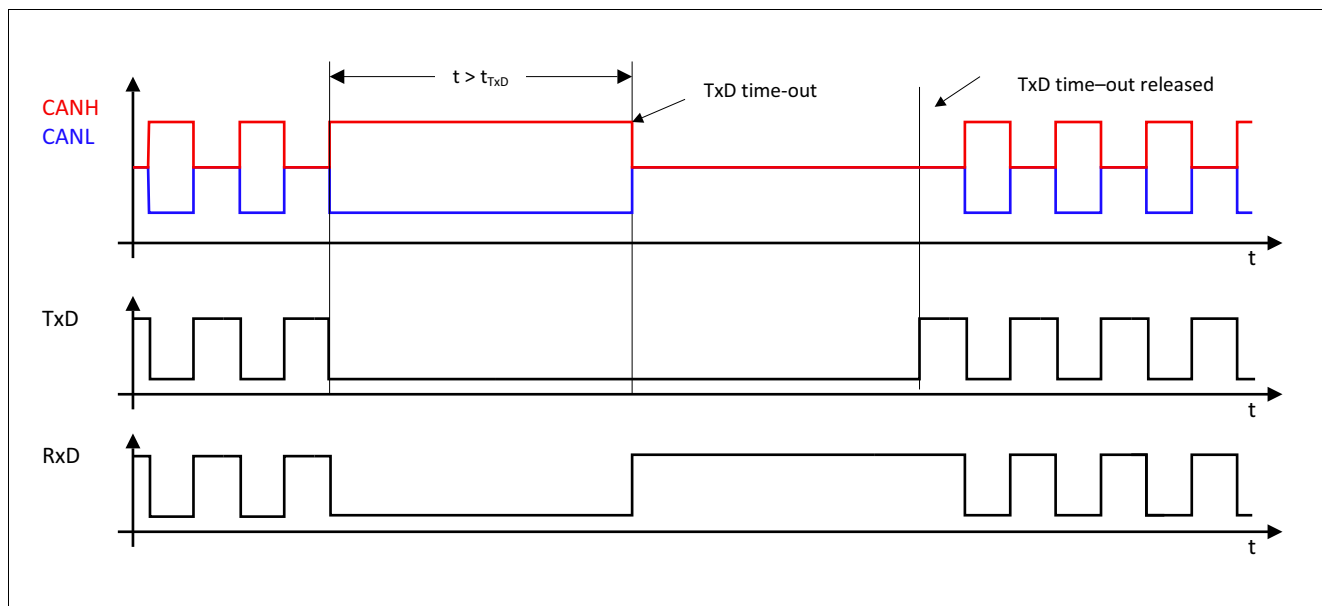 t > tTxD
TxD time-out
TxD time–out released
CANH
CANL
t
TxD
t
RxD
t